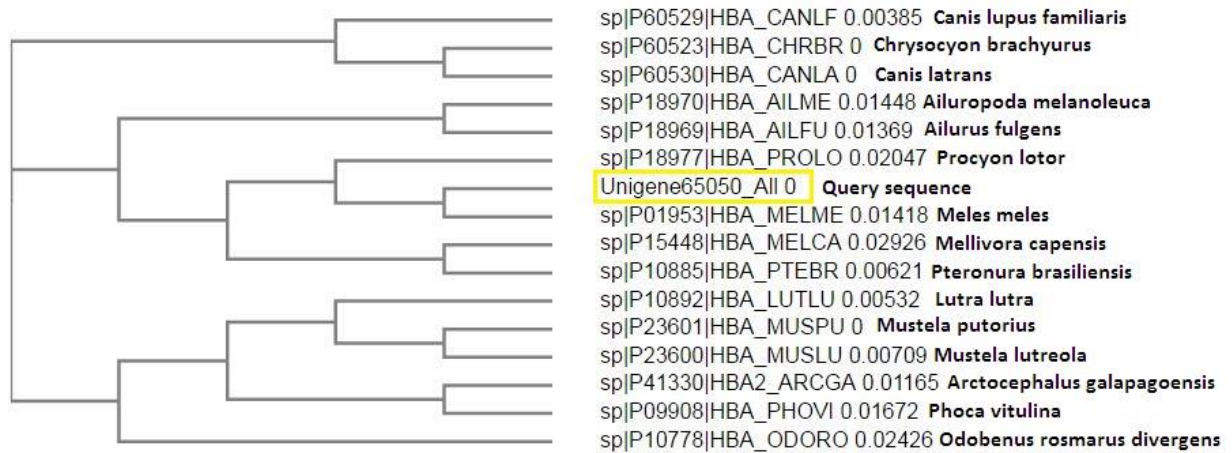 sp|P60529|HBA_CANLF 0.00385 Canis lupus familiaris
sp|P60523|HBA_CHRBR 0 Chrysocyon brachyurus
sp|P60530|HBA_CANLA 0 Canis latrans
sp|P18970|HBA_AILME 0.01448 Ailuropoda melanoleuca
sp|P18969|HBA_AILFU 0.01369 Ailurus fulgens
sp|P18977|HBA_PROLO 0.02047 Procyon lotor
Unigene65050_All 0 Query sequence
sp|P01953|HBA_MELME 0.01418 Meles meles
sp|P15448|HBA_MELCA 0.02926 Mellivora capensis
sp|P10885|HBA_PTEBR 0.00621 Pteronura brasiliensis
sp|P10892|HBA_LUTLU 0.00532 Lutra lutra
sp|P23601|HBA_MUSPU 0 Mustela putorius
sp|P23600|HBA_MUSLU 0.00709 Mustela lutreola
sp|P41330|HBA2_ARCGA 0.01165 Arctocephalus galapagoensis
sp|P09908|HBA_PHOVI 0.01672 Phoca vitulina
sp|P10778|HBA_ODORO 0.02426 Odobenus rosmarus divergens